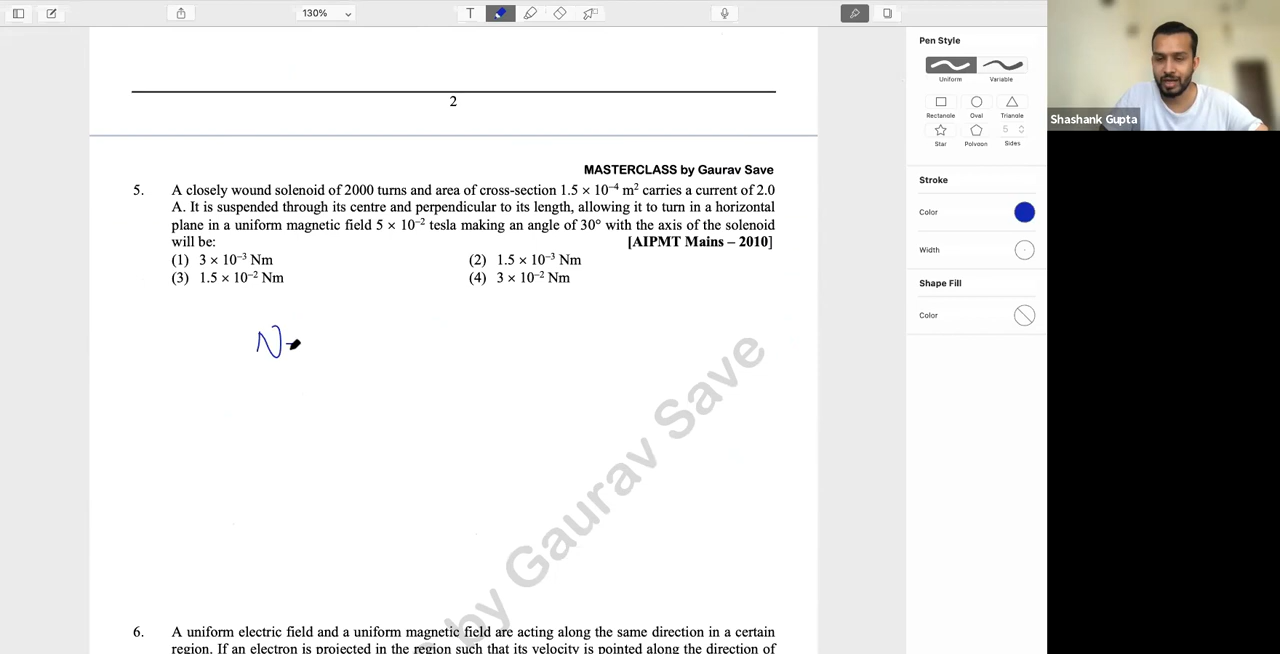 130%
T
Pen Style
Uniform
Variable
Rectangle
Oval
Triangle
Star
Polygon
5
Sides
Stroke
Color
Width
Shape Fill
Color
Shashank Gupta
2
MASTERCLASS by Gaurav Save
5. A closely wound solenoid of 2000 turns and area of cross-section 1.5 × 10⁻⁴ m² carries a current of 2.0
A. It is suspended through its centre and perpendicular to its length, allowing it to turn in a horizontal
plane in a uniform magnetic field 5 × 10⁻² tesla making an angle of 30° with the axis of the solenoid
will be: [AIPMT Mains – 2010]
(1) 3 × 10⁻³ Nm (2) 1.5 × 10⁻³ Nm
(3) 1.5 × 10⁻² Nm (4) 3 × 10⁻² Nm
N
by Gaurav Save
6. A uniform electric field and a uniform magnetic field are acting along the same direction in a certain
region. If an electron is projected in the region such that its velocity is pointed along the direction of